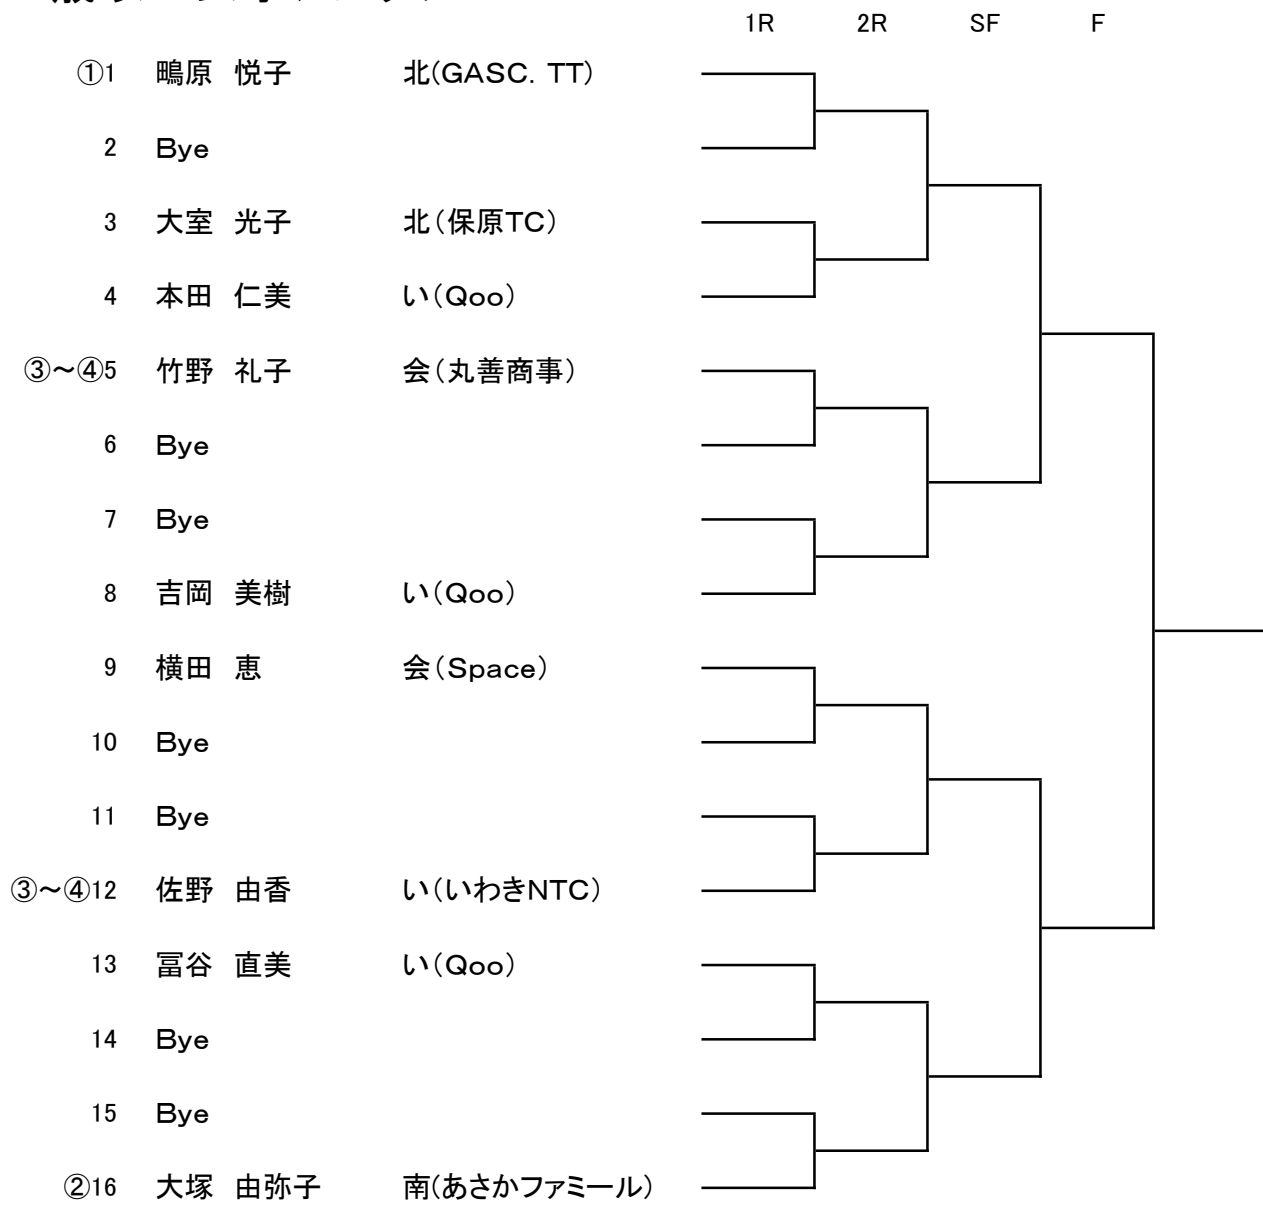 1R 2R SF F
①1 鴫原 悦子 北(GASC. TT)
2 Bye
3 大室 光子 北(保原TC)
4 本田 仁美 い(Qoo)
③～④5 竹野 礼子 会(丸善商事)
6 Bye
7 Bye
8 吉岡 美樹 い(Qoo)
9 横田 恵 会(Space)
10 Bye
11 Bye
③～④12 佐野 由香 い(いわきNTC)
13 冨谷 直美 い(Qoo)
14 Bye
15 Bye
②16 大塚 由弥子 南(あさかファミール)